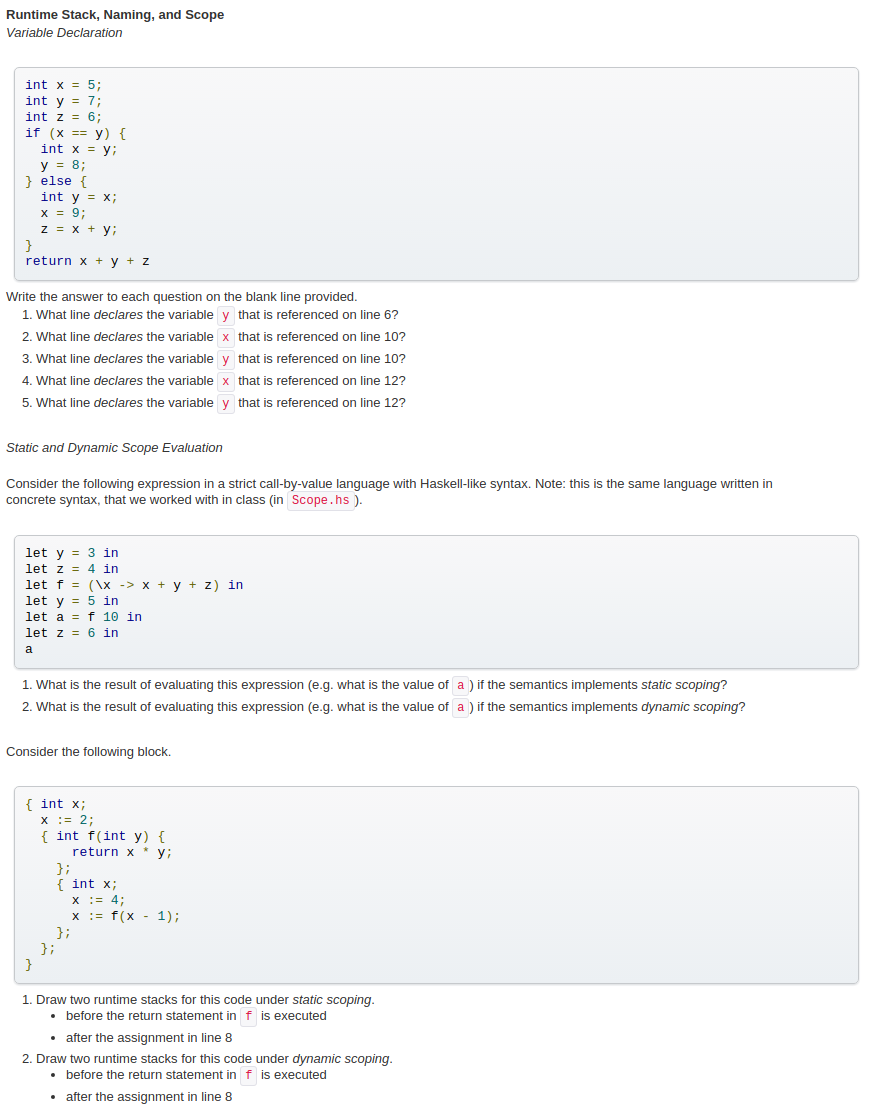 Runtime Stack, Naming, and Scope
Variable Declaration
int x = 5;
int y = 7;
int z = 6;
if (x == y) {
  int x = y;
  y = 8;
} else {
  int y = x;
  x = 9;
  z = x + y;
}
return x + y + z
Write the answer to each question on the blank line provided.
1. What line declares the variable y that is referenced on line 6?
2. What line declares the variable x that is referenced on line 10?
3. What line declares the variable y that is referenced on line 10?
4. What line declares the variable x that is referenced on line 12?
5. What line declares the variable y that is referenced on line 12?
Static and Dynamic Scope Evaluation
Consider the following expression in a strict call-by-value language with Haskell-like syntax. Note: this is the same language written in
concrete syntax, that we worked with in class (in Scope.hs ).
let y = 3 in
let z = 4 in
let f = (\x -> x + y + z) in
let y = 5 in
let a = f 10 in
let z = 6 in
a
1. What is the result of evaluating this expression (e.g. what is the value of a ) if the semantics implements static scoping?
2. What is the result of evaluating this expression (e.g. what is the value of a ) if the semantics implements dynamic scoping?
Consider the following block.
{ int x;
  x := 2;
  { int f(int y) {
      return x * y;
    };
    { int x;
      x := 4;
      x := f(x - 1);
    };
  };
}
1. Draw two runtime stacks for this code under static scoping.
• before the return statement in f is executed
• after the assignment in line 8
2. Draw two runtime stacks for this code under dynamic scoping.
• before the return statement in f is executed
• after the assignment in line 8